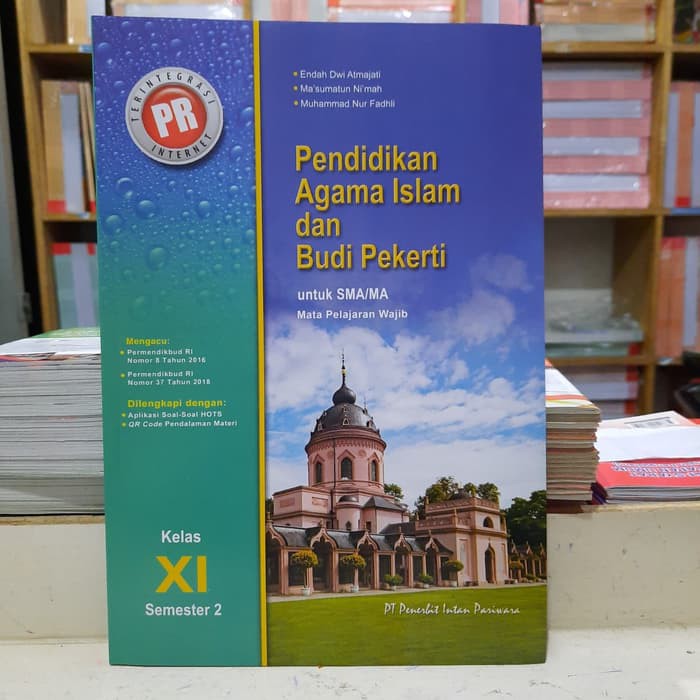 TERINTEGRASI
PR
INTERNET
• Endah Dwi Atmajati
• Ma'sumatun Ni'mah
• Muhammad Nur Fadhli
Pendidikan
Agama Islam
dan
Budi Pekerti
untuk SMA/MA
Mata Pelajaran Wajib
Mengacu:
• Permendikbud RI
Nomor 8 Tahun 2016
• Permendikbud RI
Nomor 37 Tahun 2018
Dilengkapi dengan:
• Aplikasi Soal-Soal HOTS
• QR Code Pendalaman Materi
Kelas
XI
Semester 2
PT Penerbit Intan Pariwara